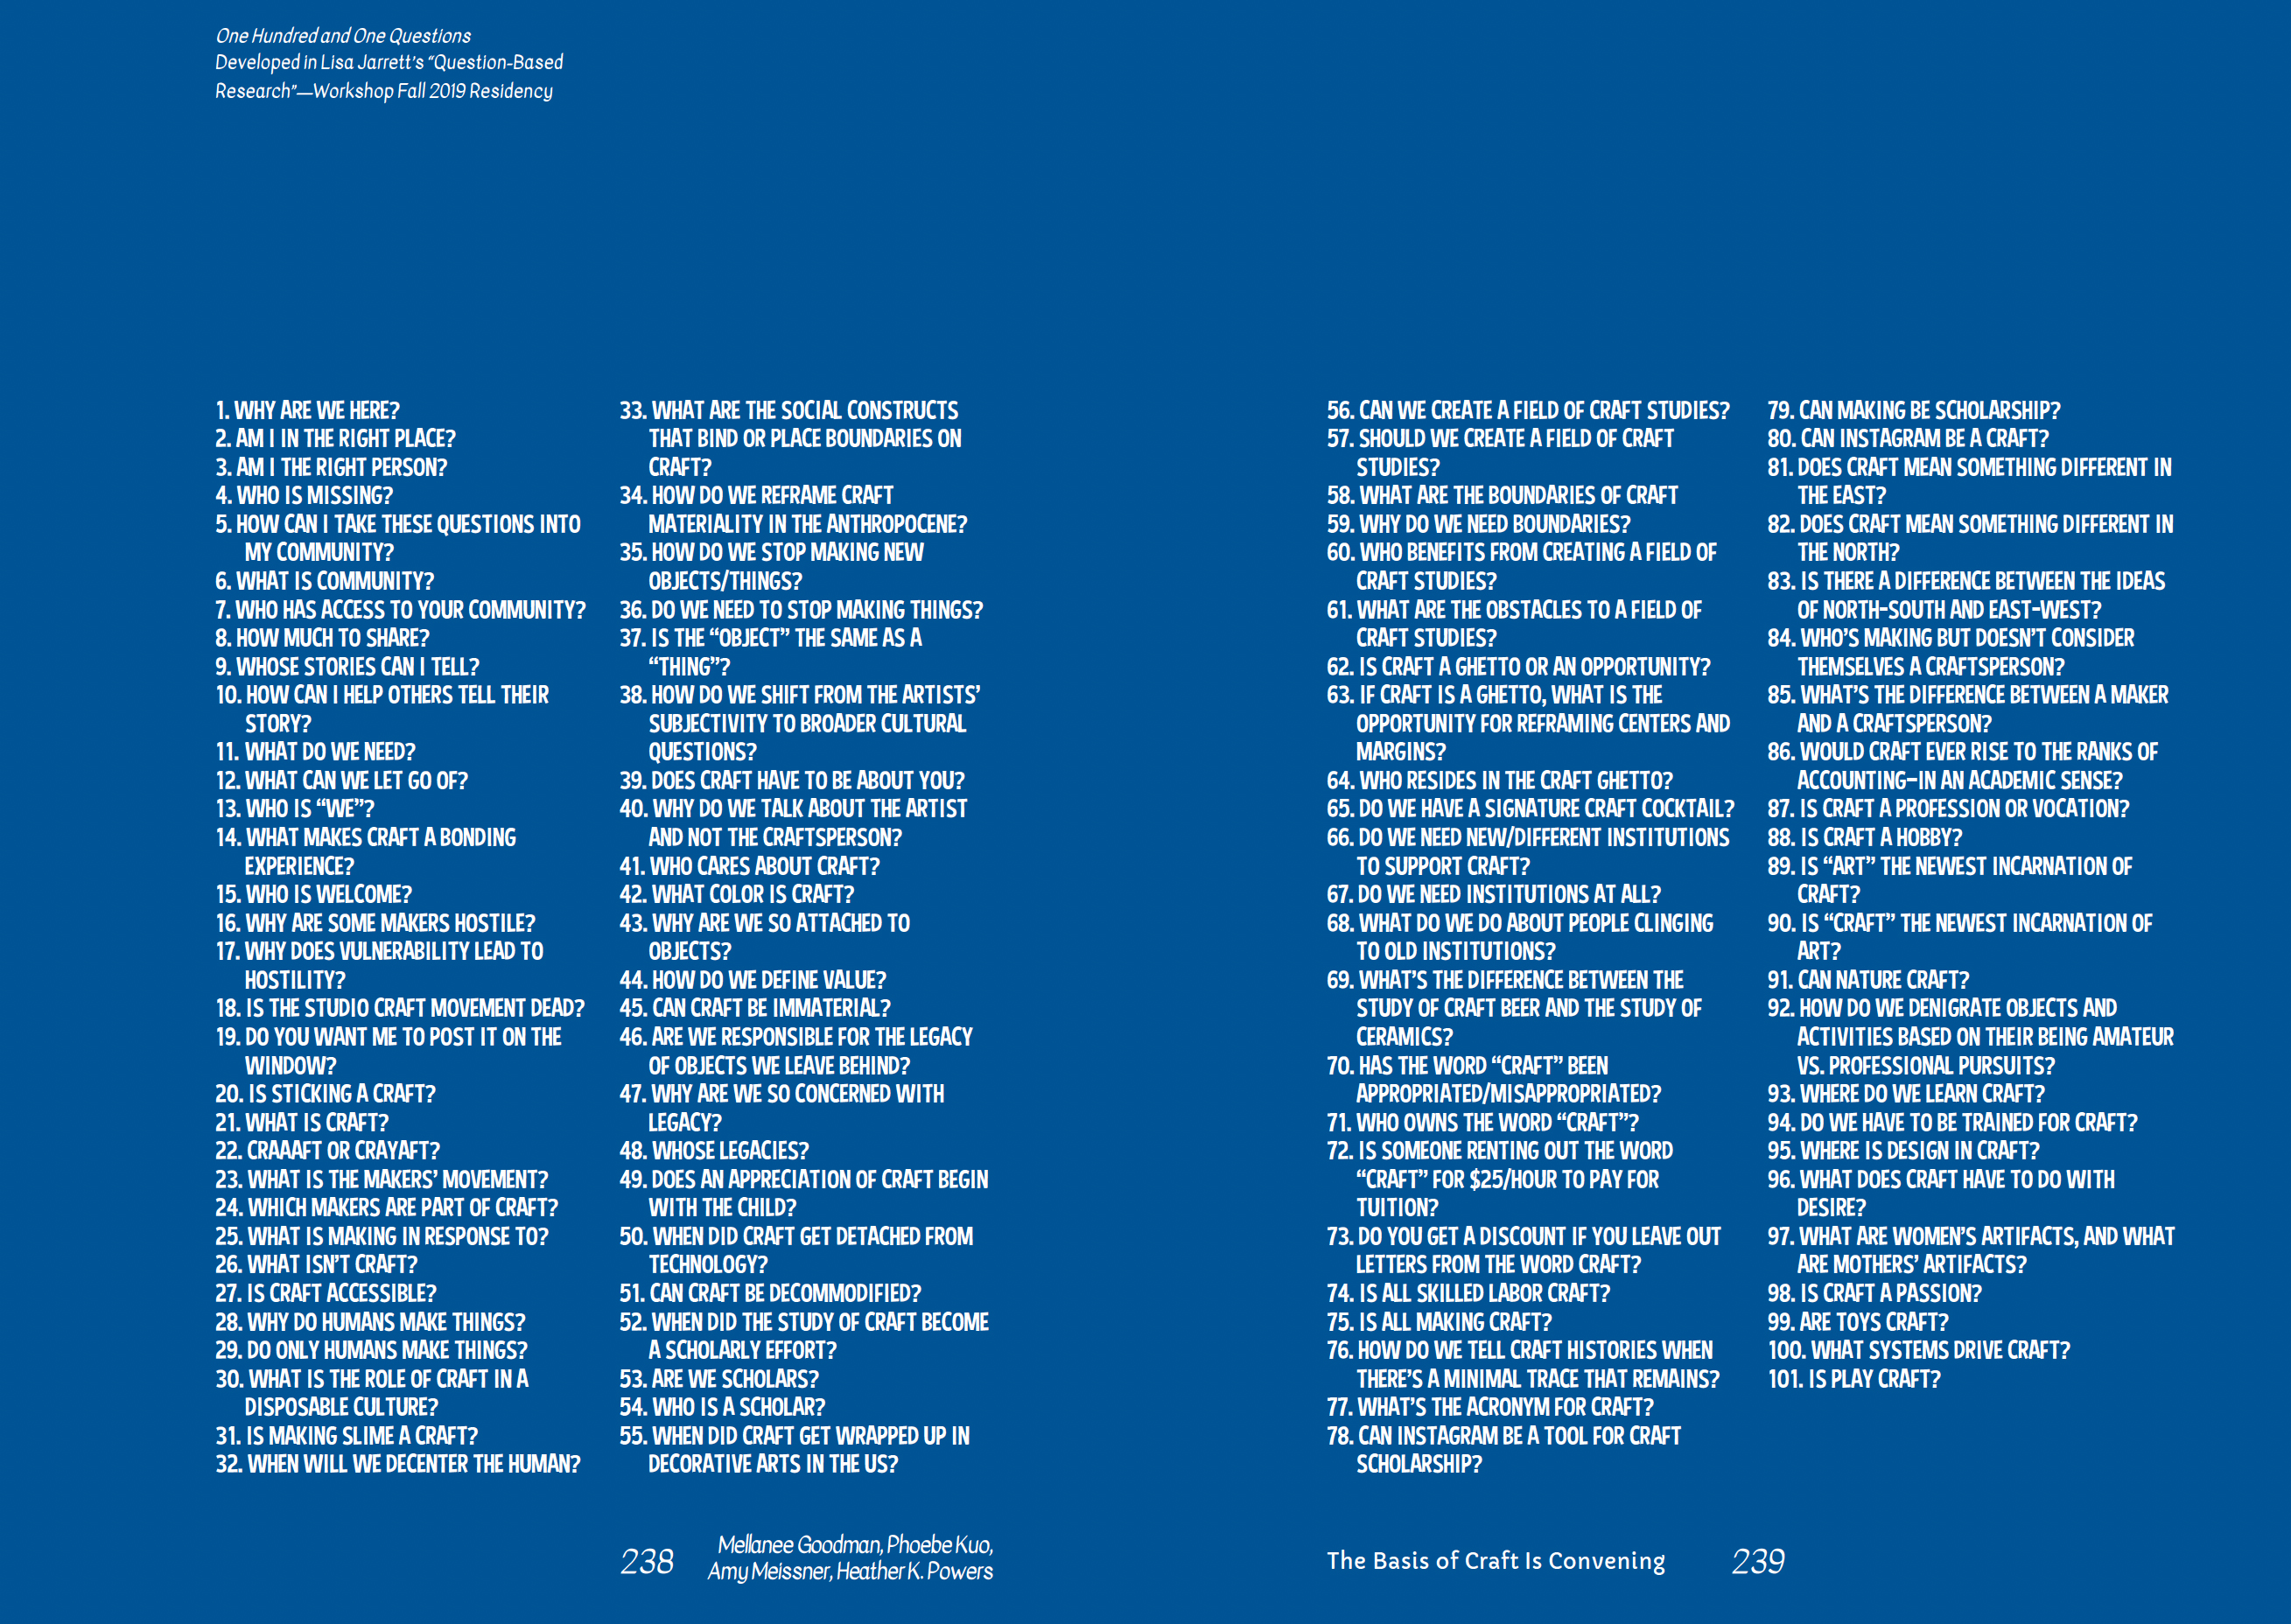 One Hundred and One Questions
Developed in Lisa Jarrett’s “Question-Based
Research”—Workshop Fall 2019 Residency
1. WHY ARE WE HERE?
2. AM I IN THE RIGHT PLACE?
3. AM I THE RIGHT PERSON?
4. WHO IS MISSING?
5. HOW CAN I TAKE THESE QUESTIONS INTO
MY COMMUNITY?
6. WHAT IS COMMUNITY?
7. WHO HAS ACCESS TO YOUR COMMUNITY?
8. HOW MUCH TO SHARE?
9. WHOSE STORIES CAN I TELL?
10. HOW CAN I HELP OTHERS TELL THEIR
STORY?
11. WHAT DO WE NEED?
12. WHAT CAN WE LET GO OF?
13. WHO IS “WE”?
14. WHAT MAKES CRAFT A BONDING
EXPERIENCE?
15. WHO IS WELCOME?
16. WHY ARE SOME MAKERS HOSTILE?
17. WHY DOES VULNERABILITY LEAD TO
HOSTILITY?
18. IS THE STUDIO CRAFT MOVEMENT DEAD?
19. DO YOU WANT ME TO POST IT ON THE
WINDOW?
20. IS STICKING A CRAFT?
21. WHAT IS CRAFT?
22. CRAAAFT OR CRAYAFT?
23. WHAT IS THE MAKERS’ MOVEMENT?
24. WHICH MAKERS ARE PART OF CRAFT?
25. WHAT IS MAKING IN RESPONSE TO?
26. WHAT ISN’T CRAFT?
27. IS CRAFT ACCESSIBLE?
28. WHY DO HUMANS MAKE THINGS?
29. DO ONLY HUMANS MAKE THINGS?
30. WHAT IS THE ROLE OF CRAFT IN A
DISPOSABLE CULTURE?
31. IS MAKING SLIME A CRAFT?
32. WHEN WILL WE DECENTER THE HUMAN?
33. WHAT ARE THE SOCIAL CONSTRUCTS
THAT BIND OR PLACE BOUNDARIES ON
CRAFT?
34. HOW DO WE REFRAME CRAFT
MATERIALITY IN THE ANTHROPOCENE?
35. HOW DO WE STOP MAKING NEW
OBJECTS/THINGS?
36. DO WE NEED TO STOP MAKING THINGS?
37. IS THE “OBJECT” THE SAME AS A
“THING”?
38. HOW DO WE SHIFT FROM THE ARTISTS’
SUBJECTIVITY TO BROADER CULTURAL
QUESTIONS?
39. DOES CRAFT HAVE TO BE ABOUT YOU?
40. WHY DO WE TALK ABOUT THE ARTIST
AND NOT THE CRAFTSPERSON?
41. WHO CARES ABOUT CRAFT?
42. WHAT COLOR IS CRAFT?
43. WHY ARE WE SO ATTACHED TO
OBJECTS?
44. HOW DO WE DEFINE VALUE?
45. CAN CRAFT BE IMMATERIAL?
46. ARE WE RESPONSIBLE FOR THE LEGACY
OF OBJECTS WE LEAVE BEHIND?
47. WHY ARE WE SO CONCERNED WITH
LEGACY?
48. WHOSE LEGACIES?
49. DOES AN APPRECIATION OF CRAFT BEGIN
WITH THE CHILD?
50. WHEN DID CRAFT GET DETACHED FROM
TECHNOLOGY?
51. CAN CRAFT BE DECOMMODIFIED?
52. WHEN DID THE STUDY OF CRAFT BECOME
A SCHOLARLY EFFORT?
53. ARE WE SCHOLARS?
54. WHO IS A SCHOLAR?
55. WHEN DID CRAFT GET WRAPPED UP IN
DECORATIVE ARTS IN THE US?
238
Mellanee Goodman, Phoebe Kuo,
Amy Meissner, Heather K. Powers
56. CAN WE CREATE A FIELD OF CRAFT STUDIES?
57. SHOULD WE CREATE A FIELD OF CRAFT
STUDIES?
58. WHAT ARE THE BOUNDARIES OF CRAFT
59. WHY DO WE NEED BOUNDARIES?
60. WHO BENEFITS FROM CREATING A FIELD OF
CRAFT STUDIES?
61. WHAT ARE THE OBSTACLES TO A FIELD OF
CRAFT STUDIES?
62. IS CRAFT A GHETTO OR AN OPPORTUNITY?
63. IF CRAFT IS A GHETTO, WHAT IS THE
OPPORTUNITY FOR REFRAMING CENTERS AND
MARGINS?
64. WHO RESIDES IN THE CRAFT GHETTO?
65. DO WE HAVE A SIGNATURE CRAFT COCKTAIL?
66. DO WE NEED NEW/DIFFERENT INSTITUTIONS
TO SUPPORT CRAFT?
67. DO WE NEED INSTITUTIONS AT ALL?
68. WHAT DO WE DO ABOUT PEOPLE CLINGING
TO OLD INSTITUTIONS?
69. WHAT’S THE DIFFERENCE BETWEEN THE
STUDY OF CRAFT BEER AND THE STUDY OF
CERAMICS?
70. HAS THE WORD “CRAFT” BEEN
APPROPRIATED/MISAPPROPRIATED?
71. WHO OWNS THE WORD “CRAFT”?
72. IS SOMEONE RENTING OUT THE WORD
“CRAFT” FOR $25/HOUR TO PAY FOR
TUITION?
73. DO YOU GET A DISCOUNT IF YOU LEAVE OUT
LETTERS FROM THE WORD CRAFT?
74. IS ALL SKILLED LABOR CRAFT?
75. IS ALL MAKING CRAFT?
76. HOW DO WE TELL CRAFT HISTORIES WHEN
THERE’S A MINIMAL TRACE THAT REMAINS?
77. WHAT’S THE ACRONYM FOR CRAFT?
78. CAN INSTAGRAM BE A TOOL FOR CRAFT
SCHOLARSHIP?
79. CAN MAKING BE SCHOLARSHIP?
80. CAN INSTAGRAM BE A CRAFT?
81. DOES CRAFT MEAN SOMETHING DIFFERENT IN
THE EAST?
82. DOES CRAFT MEAN SOMETHING DIFFERENT IN
THE NORTH?
83. IS THERE A DIFFERENCE BETWEEN THE IDEAS
OF NORTH-SOUTH AND EAST-WEST?
84. WHO’S MAKING BUT DOESN’T CONSIDER
THEMSELVES A CRAFTSPERSON?
85. WHAT’S THE DIFFERENCE BETWEEN A MAKER
AND A CRAFTSPERSON?
86. WOULD CRAFT EVER RISE TO THE RANKS OF
ACCOUNTING—IN AN ACADEMIC SENSE?
87. IS CRAFT A PROFESSION OR VOCATION?
88. IS CRAFT A HOBBY?
89. IS “ART” THE NEWEST INCARNATION OF
CRAFT?
90. IS “CRAFT” THE NEWEST INCARNATION OF
ART?
91. CAN NATURE CRAFT?
92. HOW DO WE DENIGRATE OBJECTS AND
ACTIVITIES BASED ON THEIR BEING AMATEUR
VS. PROFESSIONAL PURSUITS?
93. WHERE DO WE LEARN CRAFT?
94. DO WE HAVE TO BE TRAINED FOR CRAFT?
95. WHERE IS DESIGN IN CRAFT?
96. WHAT DOES CRAFT HAVE TO DO WITH
DESIRE?
97. WHAT ARE WOMEN’S ARTIFACTS, AND WHAT
ARE MOTHERS’ ARTIFACTS?
98. IS CRAFT A PASSION?
99. ARE TOYS CRAFT?
100. WHAT SYSTEMS DRIVE CRAFT?
101. IS PLAY CRAFT?
The Basis of Craft Is Convening
239